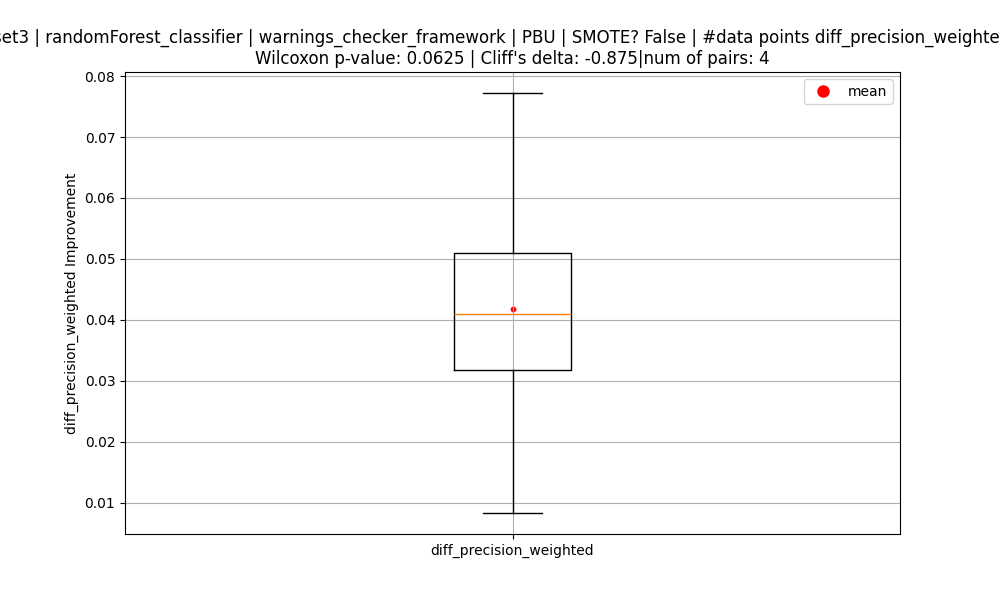 set3 | randomForest_classifier | warnings_checker_framework | PBU | SMOTE? False | #data points diff_precision_weighte
Wilcoxon p-value: 0.0625 | Cliff's delta: -0.875|num of pairs: 4
mean
0.08
0.07
0.06
0.05
0.04
0.03
0.02
0.01
diff_precision_weighted Improvement
diff_precision_weighted